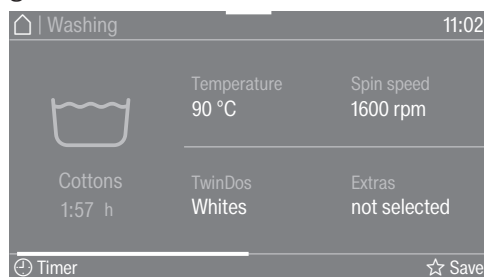 | Washing
11:02
Temperature
90 °C
Spin speed
1600 rpm
Cottons
1:57 h
TwinDos
Whites
Extras
not selected
Timer
Save